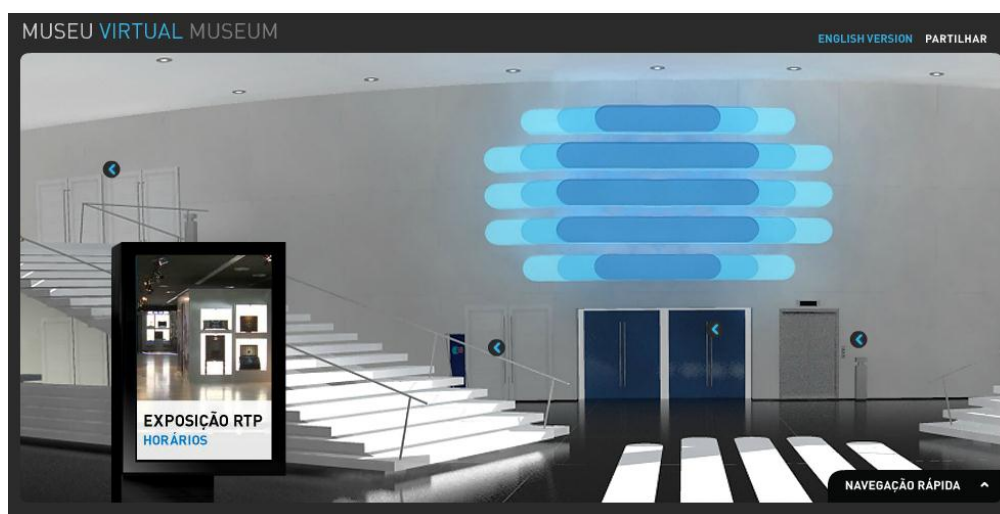 MUSEU VIRTUAL MUSEUM
ENGLISH VERSION PARTILHAR
EXPOSIÇÃO RTP
HORÁRIOS
NAVEGAÇÃO RÁPIDA